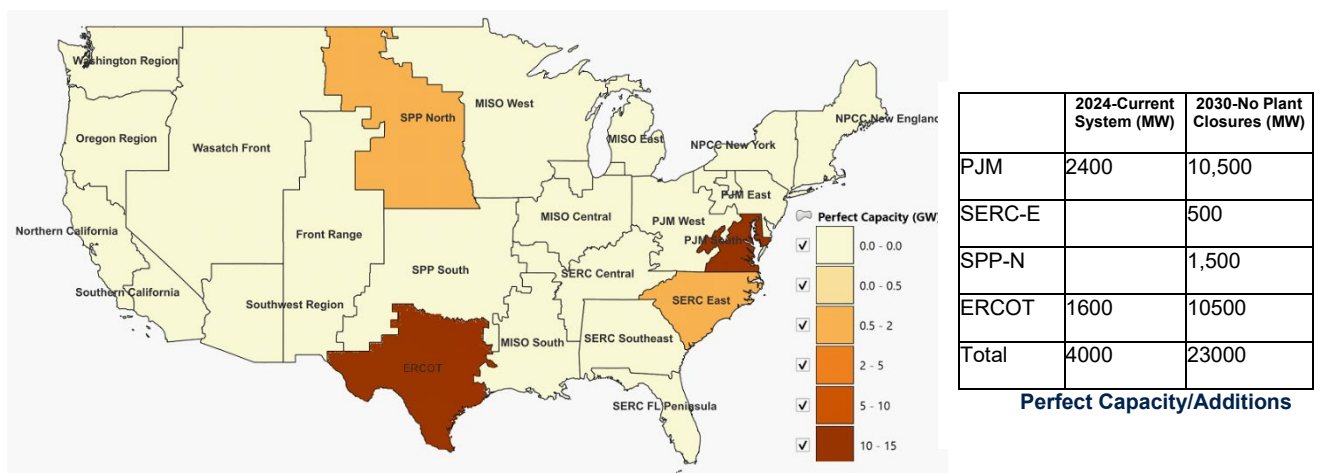 Washington Region
Oregon Region
Wasatch Front
Northern California
Southern California
Southwest Region
Front Range
SPP North
SPP South
MISO West
MISO East
MISO Central
MISO South
ERCOT
SERC Central
SERC East
SERC Southeast
SERC FL Peninsula
PJM West
PJM East
PJM South
NPCC New York
NPCC New England
Perfect Capacity (GW)
0.0 - 0.0
0.0 - 0.5
0.5 - 2
2 - 5
5 - 10
10 - 15
2024-Current System (MW) 2030-No Plant Closures (MW)
PJM 2400 10,500
SERC-E 500
SPP-N 1,500
ERCOT 1600 10500
Total 4000 23000
Perfect Capacity/Additions